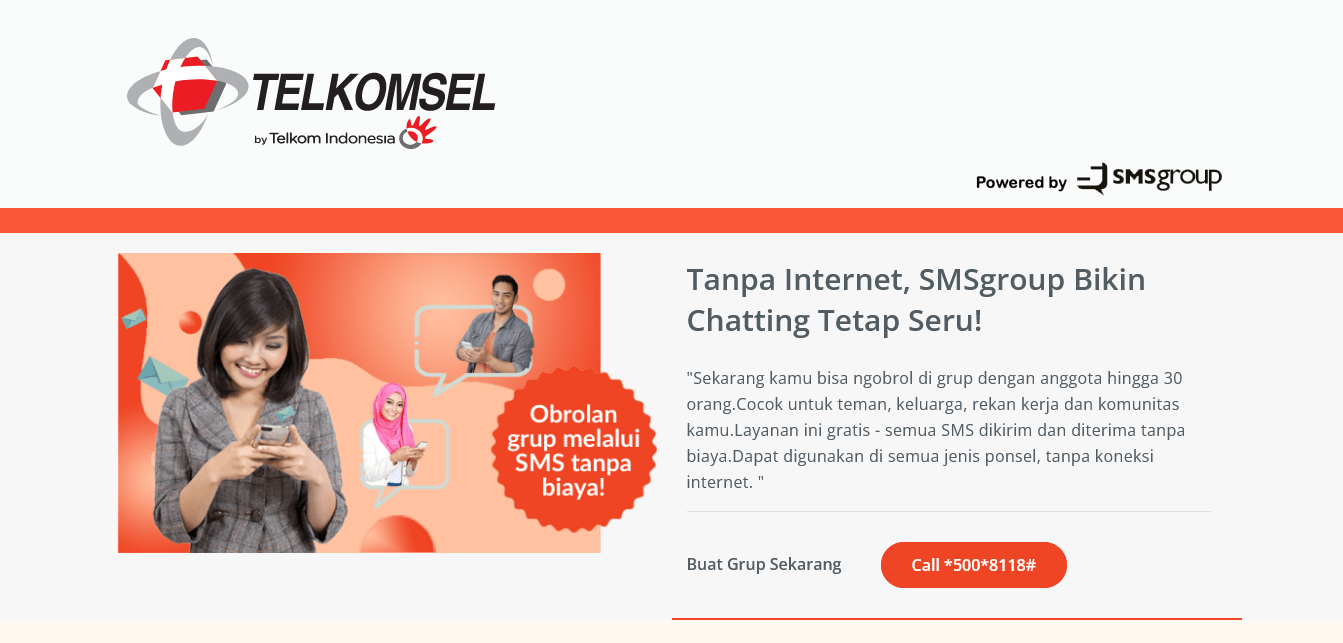 TELKOMSEL
by Telkom Indonesia
Powered by SMSgroup
Obrolan
grup melalui
SMS tanpa
biaya!
Tanpa Internet, SMSgroup Bikin
Chatting Tetap Seru!
"Sekarang kamu bisa ngobrol di grup dengan anggota hingga 30
orang.Cocok untuk teman, keluarga, rekan kerja dan komunitas
kamu.Layanan ini gratis - semua SMS dikirim dan diterima tanpa
biaya.Dapat digunakan di semua jenis ponsel, tanpa koneksi
internet. "
Buat Grup Sekarang
Call *500*8118#